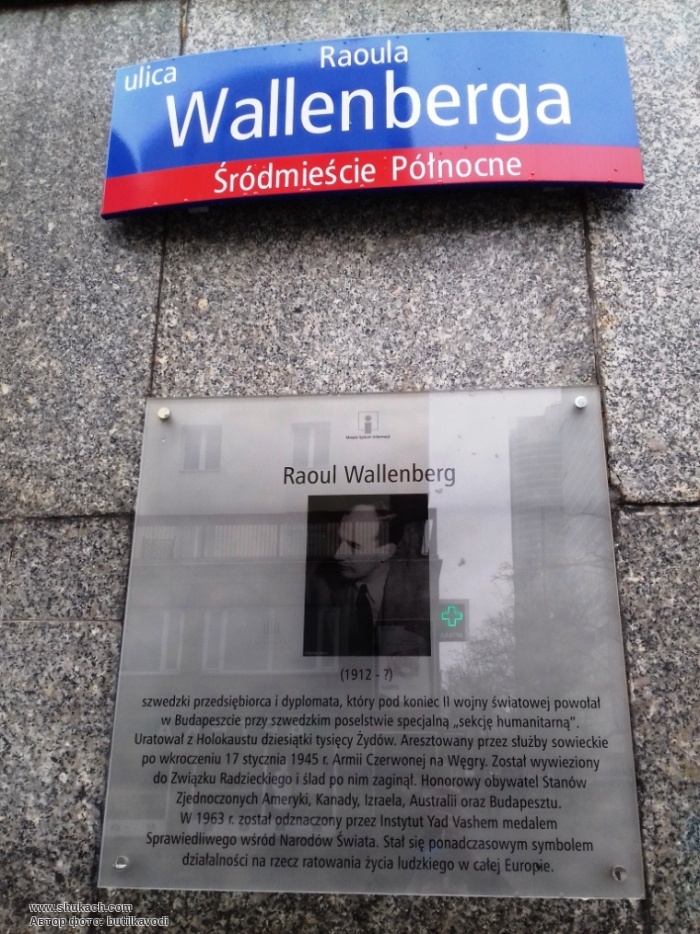 ulica
Raoula
Wallenberga
Śródmieście Północne
Miejski System Informacji
Raoul Wallenberg
(1912 - ?)
szwedzki przedsiębiorca i dyplomata, który pod koniec II wojny światowej powołał
w Budapeszcie przy szwedzkim poselstwie specjalną „sekcję humanitarną”.
Uratował z Holokaustu dziesiątki tysięcy Żydów. Aresztowany przez służby sowieckie
po wkroczeniu 17 stycznia 1945 r. Armii Czerwonej na Węgry. Został wywieziony
do Związku Radzieckiego i ślad po nim zaginął. Honorowy obywatel Stanów
Zjednoczonych Ameryki, Kanady, Izraela, Australii oraz Budapesztu.
W 1963 r. został odznaczony przez Instytut Yad Vashem medalem
Sprawiedliwego wśród Narodów Świata. Stał się ponadczasowym symbolem
działalności na rzecz ratowania życia ludzkiego w całej Europie.
www.shukach.com
Автор фото: butilkavodi